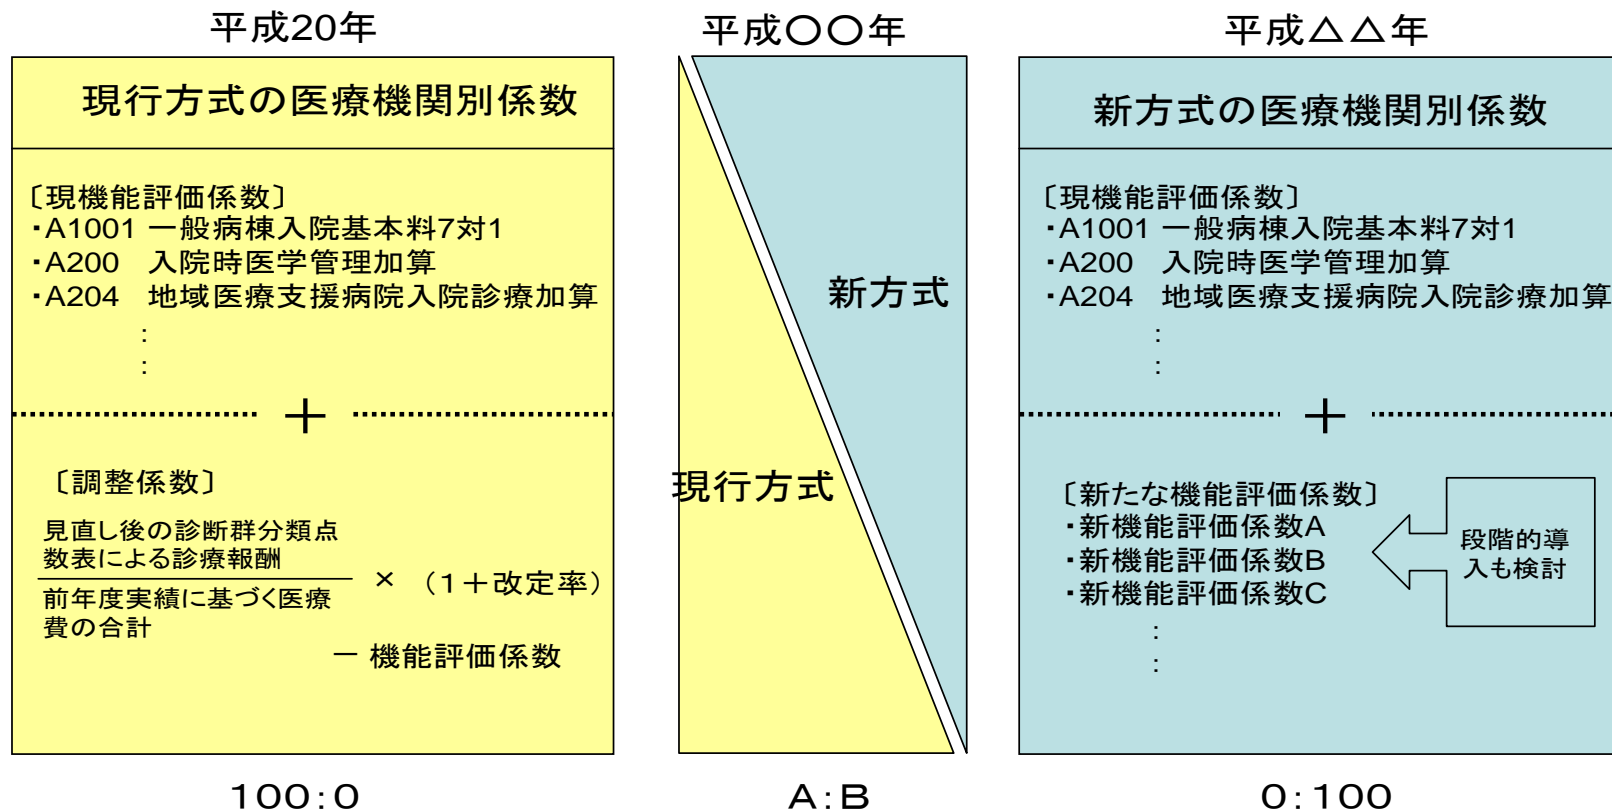 平成20年
現行方式の医療機関別係数
〔現機能評価係数〕
・A1001 一般病棟入院基本料7対1
・A200 入院時医学管理加算
・A204 地域医療支援病院入院診療加算
:
:
+
〔調整係数〕
見直し後の診断群分類点
数表による診療報酬
前年度実績に基づく医療
費の合計
× (1+改定率)
― 機能評価係数
100:0
平成○○年
新方式
現行方式
A:B
平成△△年
新方式の医療機関別係数
〔現機能評価係数〕
・A1001 一般病棟入院基本料7対1
・A200 入院時医学管理加算
・A204 地域医療支援病院入院診療加算
:
:
+
〔新たな機能評価係数〕
・新機能評価係数A
・新機能評価係数B
・新機能評価係数C
:
:
段階的導
入も検討
0:100